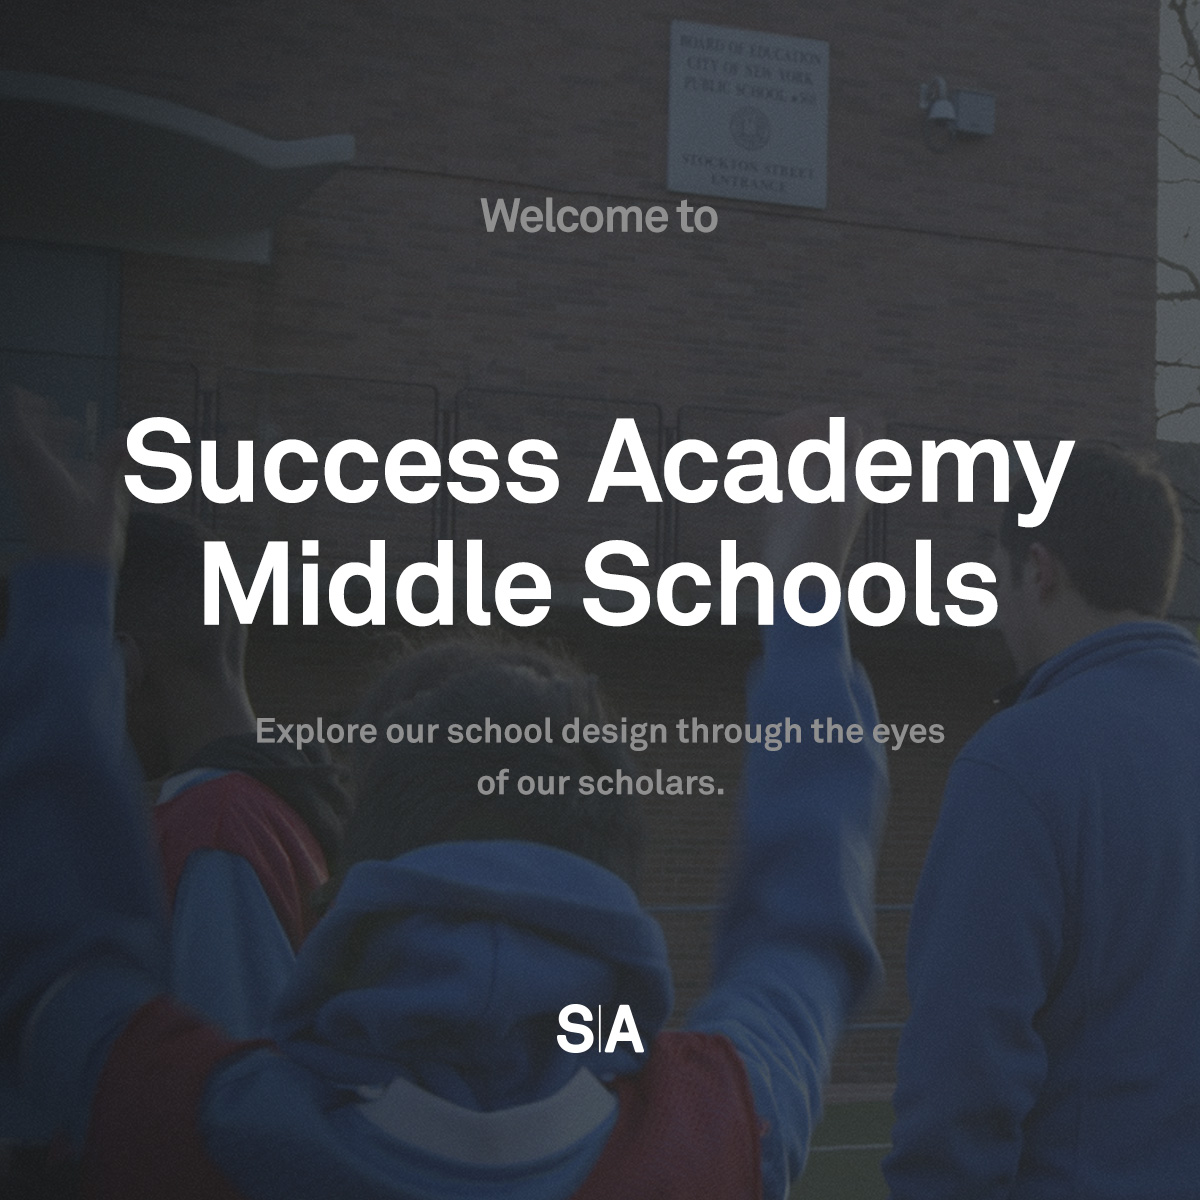 BOARD OF EDUCATION
CITY OF NEW YORK
PUBLIC SCHOOL
STOCKTON STREET
ENTRANCE
Welcome to
Success Academy
Middle Schools
Explore our school design through the eyes
of our scholars.
S|A